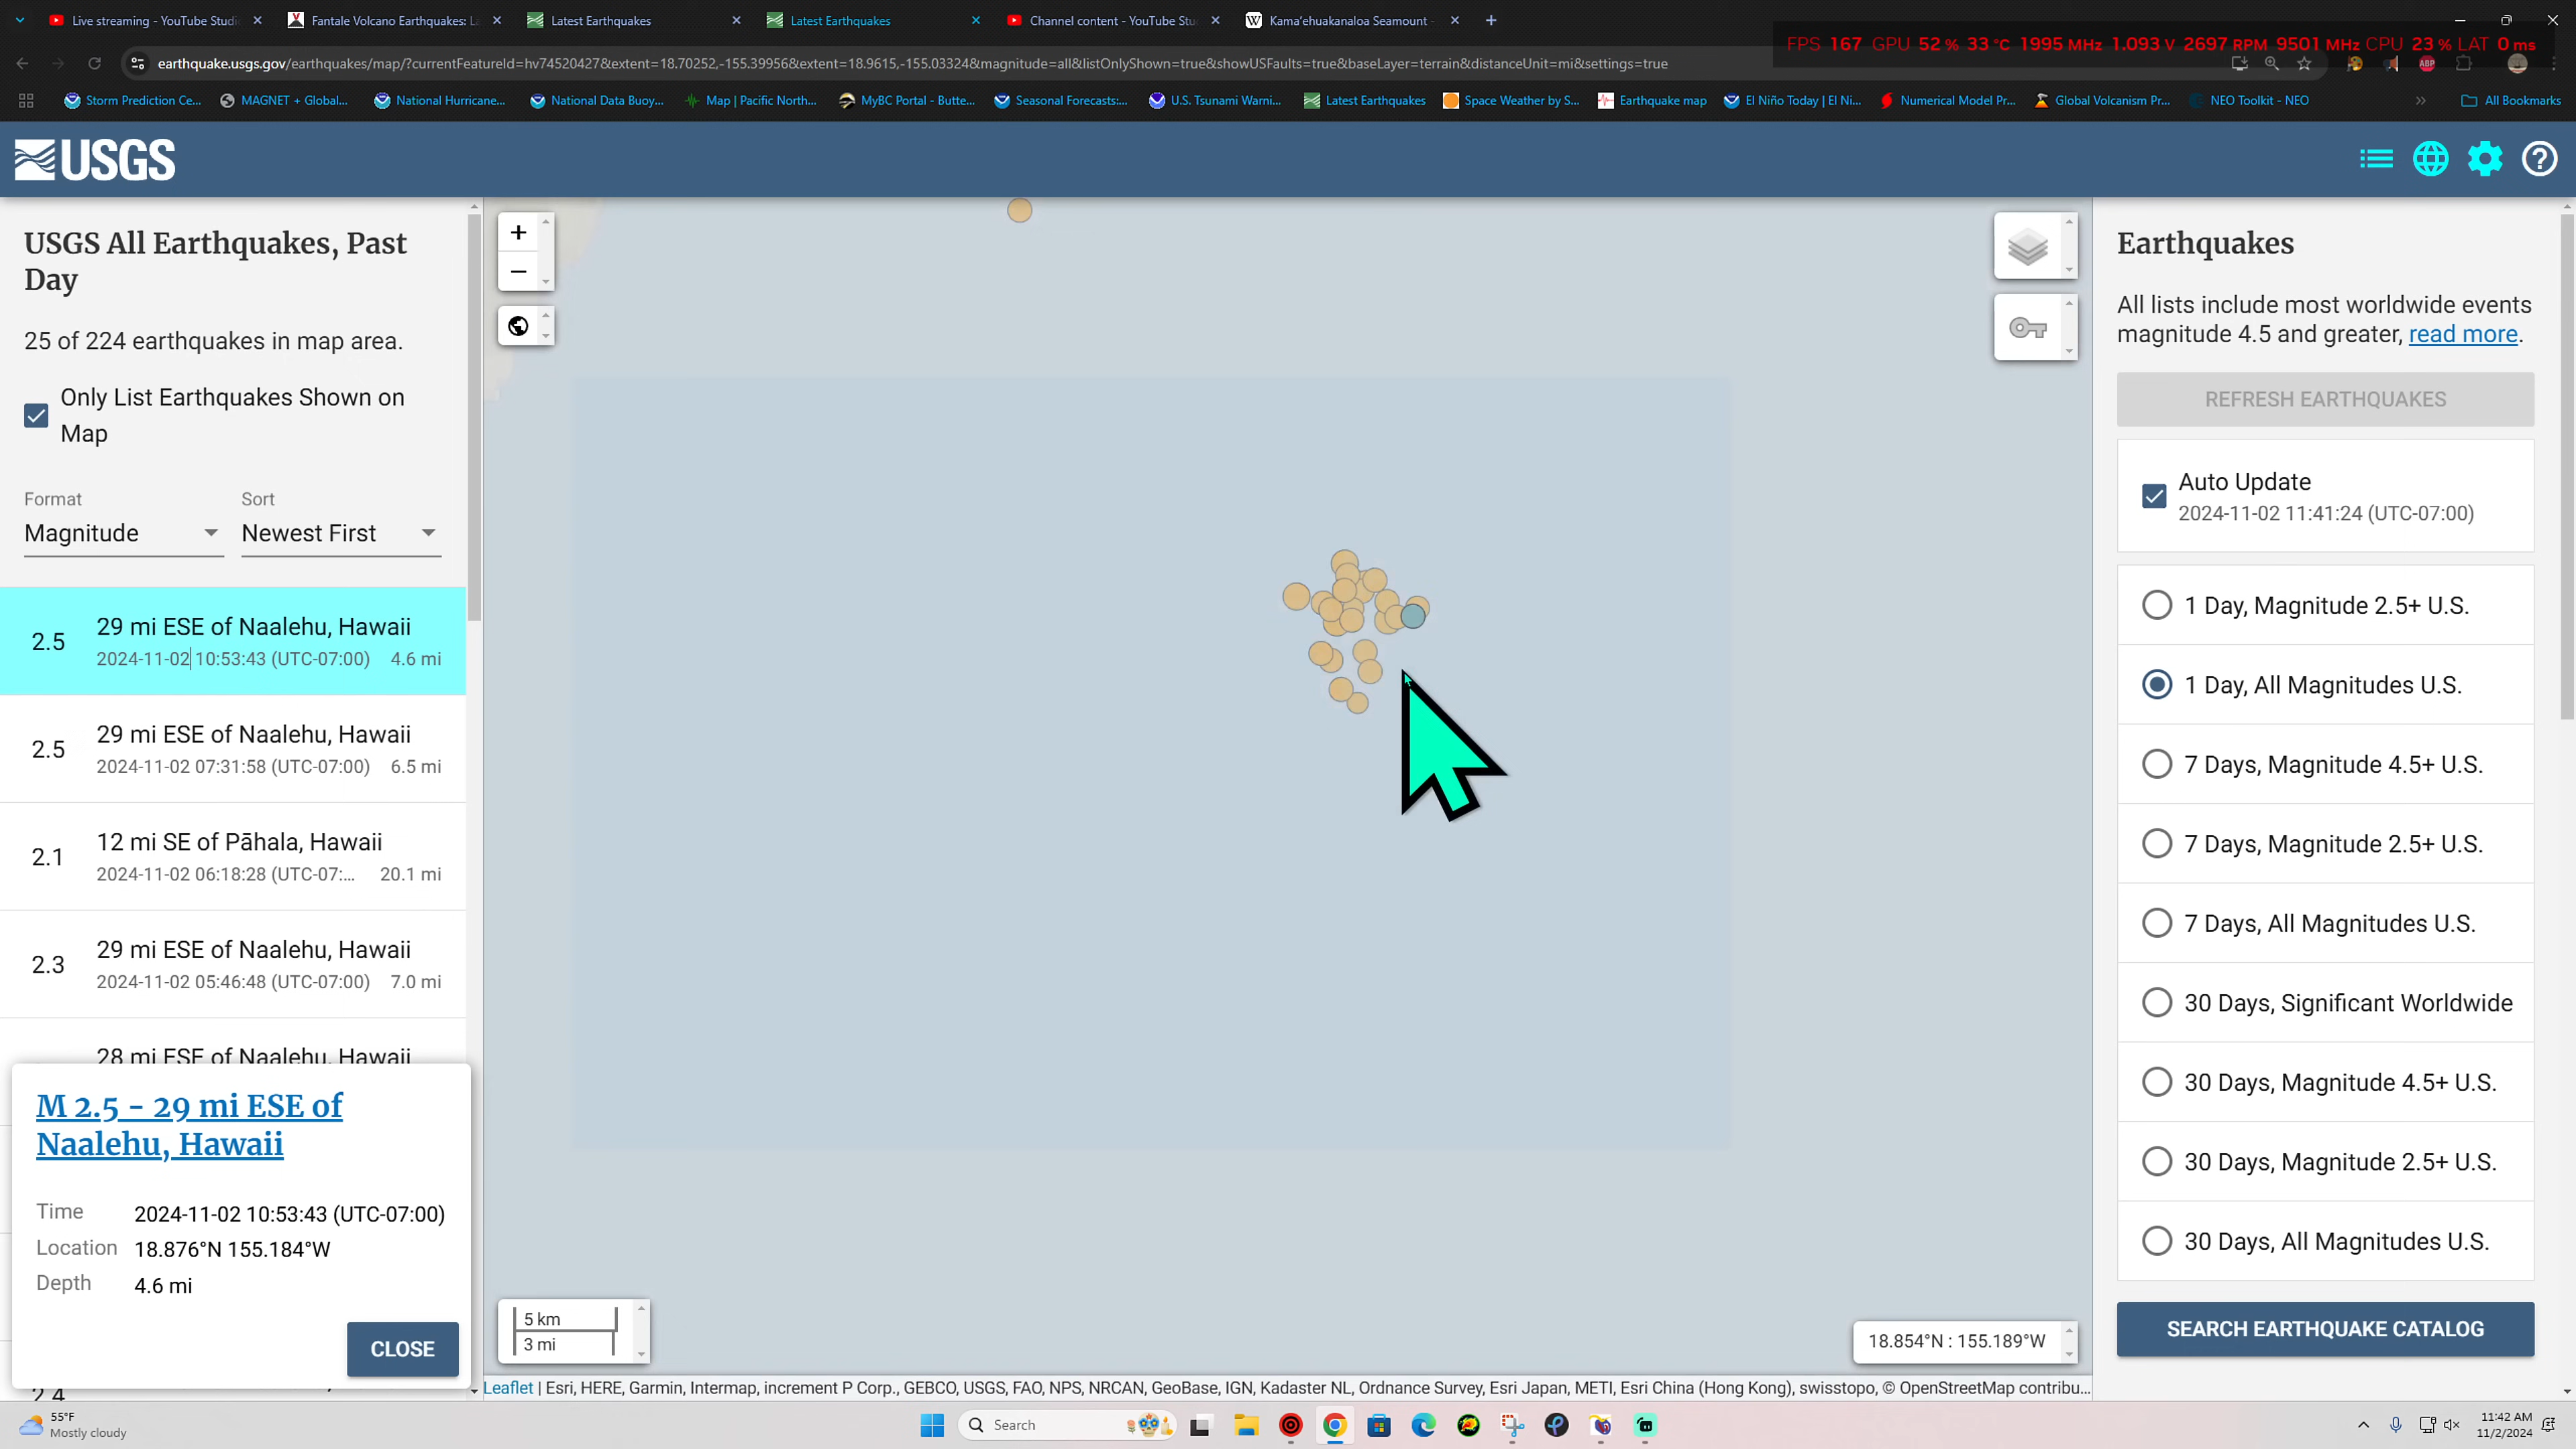 Live streaming - YouTube Studi
Fantale Volcano Earthquakes: La
Latest Earthquakes
Latest Earthquakes
Channel content - YouTube Stu
Kamaʻehuakanaloa Seamount -
FPS 167 GPU 52 % 33 °C 1995 MHz 1.093 V 2697 RPM 9501 MHz CPU 23 % LAT 0 ms
earthquake.usgs.gov/earthquakes/map/?currentFeatureId=hv74520427&extent=18.70252,-155.39956&extent=18.9615,-155.03324&magnitude=all&listOnlyShown=true&showUSFaults=true&baseLayer=terrain&distanceUnit=mi&settings=true
ABP
Storm Prediction Ce...
MAGNET + Global...
National Hurricane...
National Data Buoy...
Map | Pacific North...
MyBC Portal - Butte...
Seasonal Forecasts:...
U.S. Tsunami Warni...
Latest Earthquakes
Space Weather by S...
Earthquake map
El Niño Today | El Ni...
Numerical Model Pr...
Global Volcanism Pr...
NEO Toolkit - NEO
All Bookmarks
USGS
USGS All Earthquakes, Past
Day
25 of 224 earthquakes in map area.
Only List Earthquakes Shown on
Map
Format
Sort
Magnitude
Newest First
2.5
29 mi ESE of Naalehu, Hawaii
2024-11-02 10:53:43 (UTC-07:00) 4.6 mi
2.5
29 mi ESE of Naalehu, Hawaii
2024-11-02 07:31:58 (UTC-07:00) 6.5 mi
2.1
12 mi SE of Pāhala, Hawaii
2024-11-02 06:18:28 (UTC-07:... 20.1 mi
2.3
29 mi ESE of Naalehu, Hawaii
2024-11-02 05:46:48 (UTC-07:00) 7.0 mi
28 mi ESE of Naalehu, Hawaii
M 2.5 - 29 mi ESE of
Naalehu, Hawaii
Time 2024-11-02 10:53:43 (UTC-07:00)
Location 18.876°N 155.184°W
Depth 4.6 mi
CLOSE
2.4
+
−
5 km
3 mi
18.854°N : 155.189°W
Leaflet | Esri, HERE, Garmin, Intermap, increment P Corp., GEBCO, USGS, FAO, NPS, NRCAN, GeoBase, IGN, Kadaster NL, Ordnance Survey, Esri Japan, METI, Esri China (Hong Kong), swisstopo, © OpenStreetMap contribu...
Earthquakes
All lists include most worldwide events
magnitude 4.5 and greater, read more.
REFRESH EARTHQUAKES
Auto Update
2024-11-02 11:41:24 (UTC-07:00)
1 Day, Magnitude 2.5+ U.S.
1 Day, All Magnitudes U.S.
7 Days, Magnitude 4.5+ U.S.
7 Days, Magnitude 2.5+ U.S.
7 Days, All Magnitudes U.S.
30 Days, Significant Worldwide
30 Days, Magnitude 4.5+ U.S.
30 Days, Magnitude 2.5+ U.S.
30 Days, All Magnitudes U.S.
SEARCH EARTHQUAKE CATALOG
55°F
Mostly cloudy
Search
11:42 AM
11/2/2024